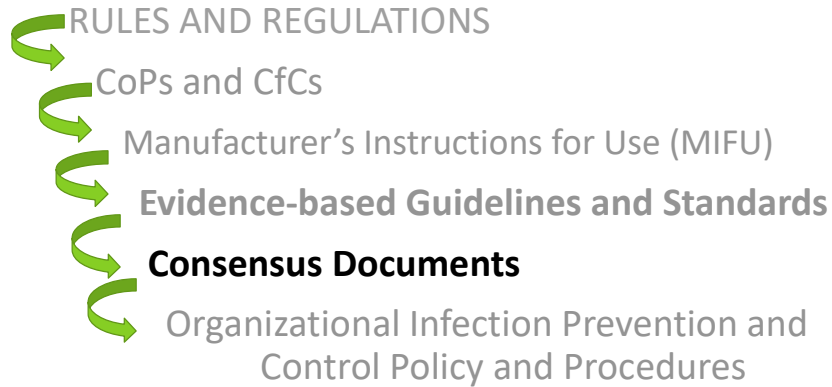 RULES AND REGULATIONS
CoPs and CfCs
Manufacturer’s Instructions for Use (MIFU)
Evidence-based Guidelines and Standards
Consensus Documents
Organizational Infection Prevention and
Control Policy and Procedures